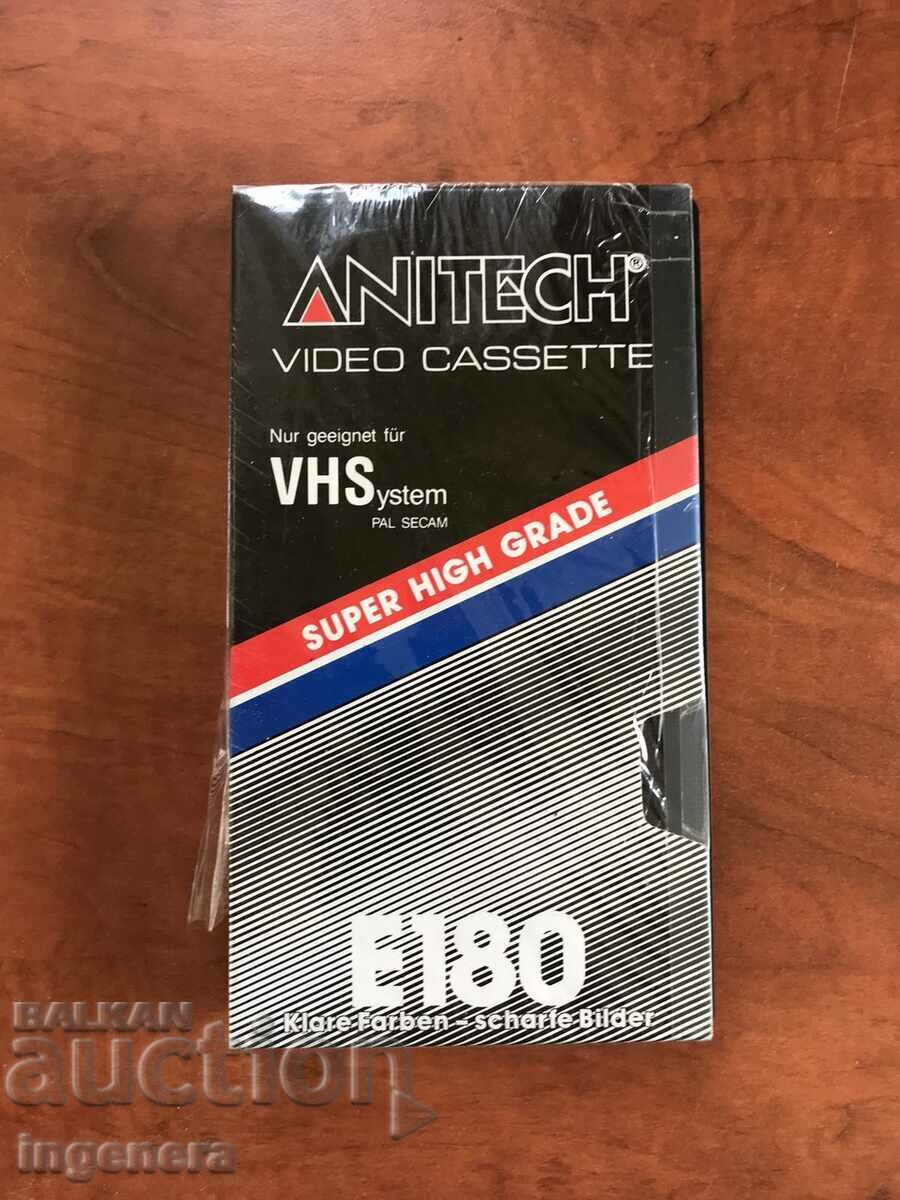 ANITECH®
VIDEO CASSETTE
Nur geeignet für
VHSystem
PAL SECAM
SUPER HIGH GRADE
E180
Klare Farben – scharfe Bilder
BALKAN
auction
ingenera